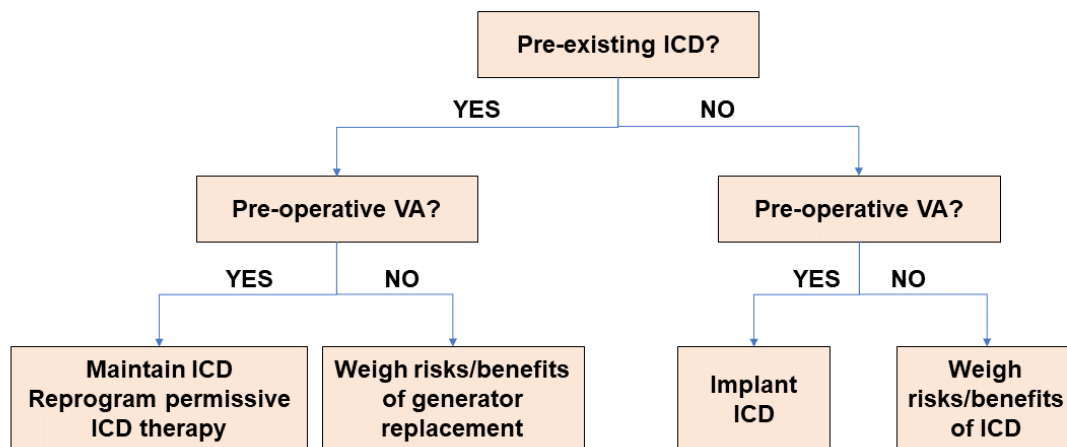 Pre-existing ICD?
YES
NO
Pre-operative VA?
Pre-operative VA?
YES
NO
YES
NO
Maintain ICD
Reprogram permissive
ICD therapy
Weigh risks/benefits
of generator
replacement
Implant
ICD
Weigh
risks/benefits
of ICD